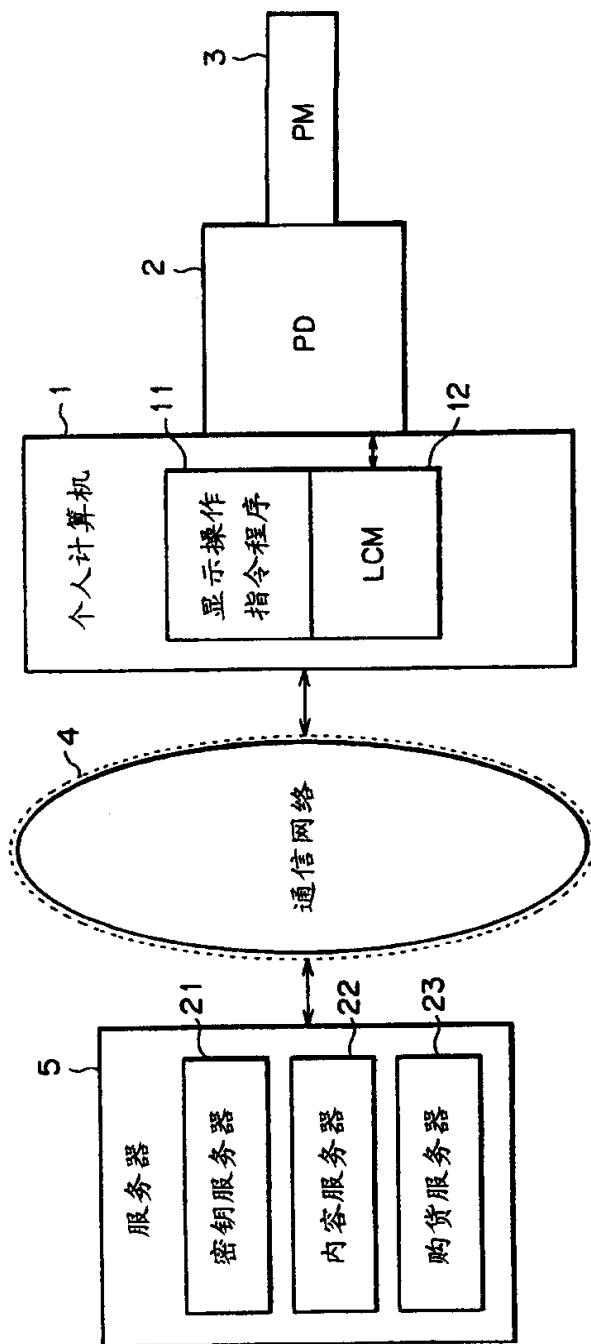 5
服务器
密钥服务器
21
内容服务器
22
购货服务器
23
4
通信网络
1
个人计算机
11
显示操作
指令程序
LCM
12
2
PD
3
PM